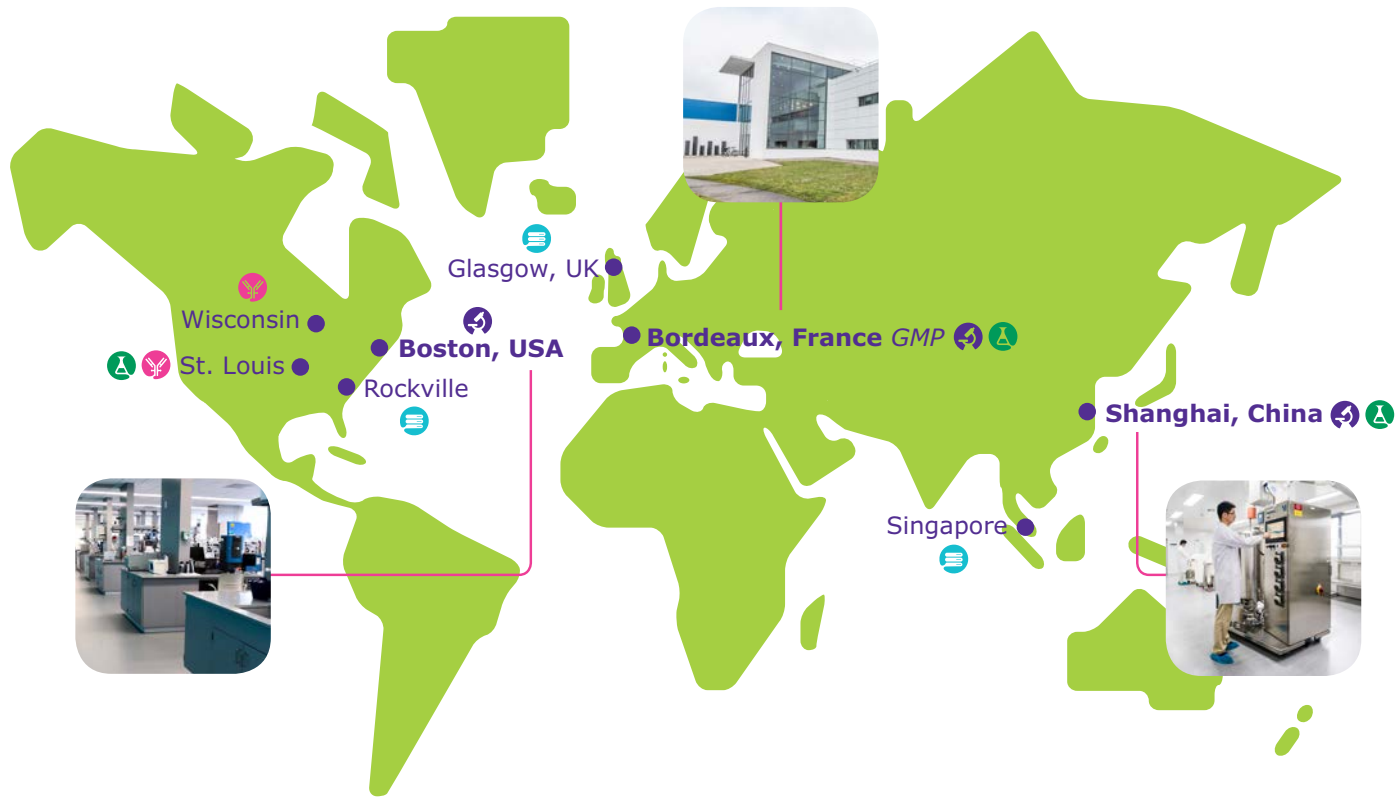 Glasgow, UK
Wisconsin
Bordeaux, France GMP
Boston, USA
St. Louis
Rockville
Shanghai, China
Singapore